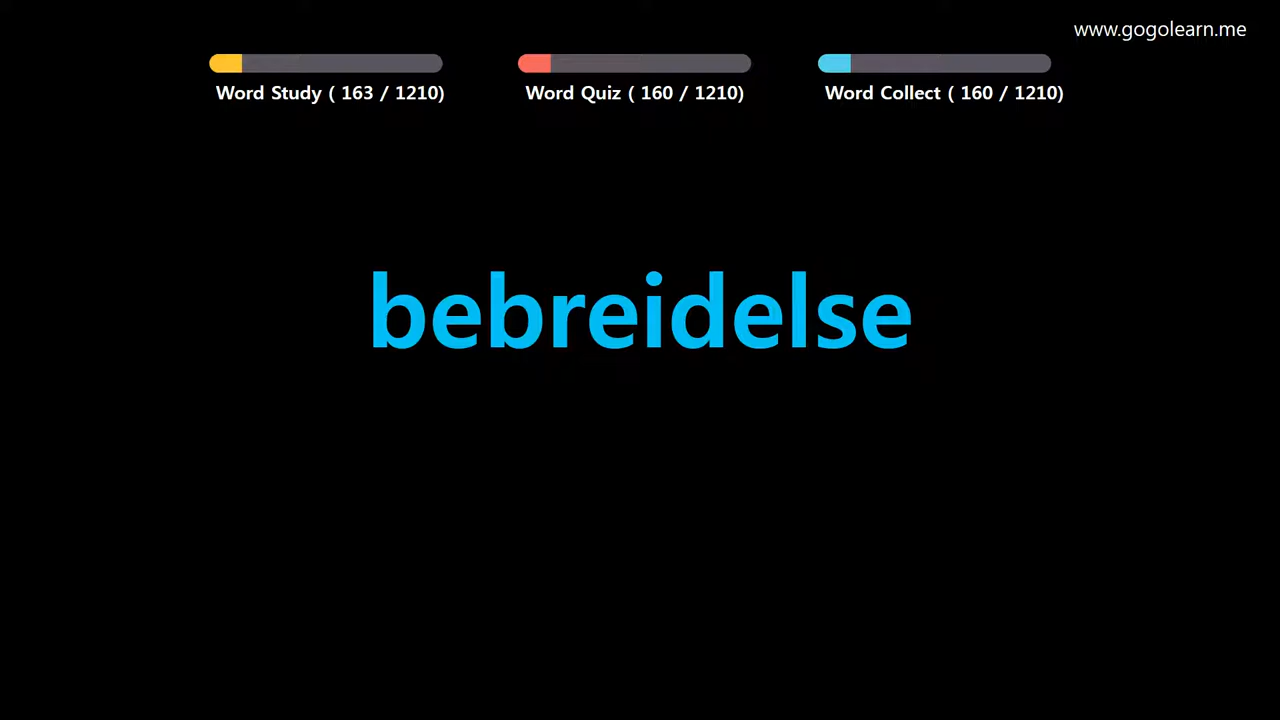 www.gogolearn.me
Word Study ( 163 / 1210)
Word Quiz ( 160 / 1210)
Word Collect ( 160 / 1210)
bebreidelse